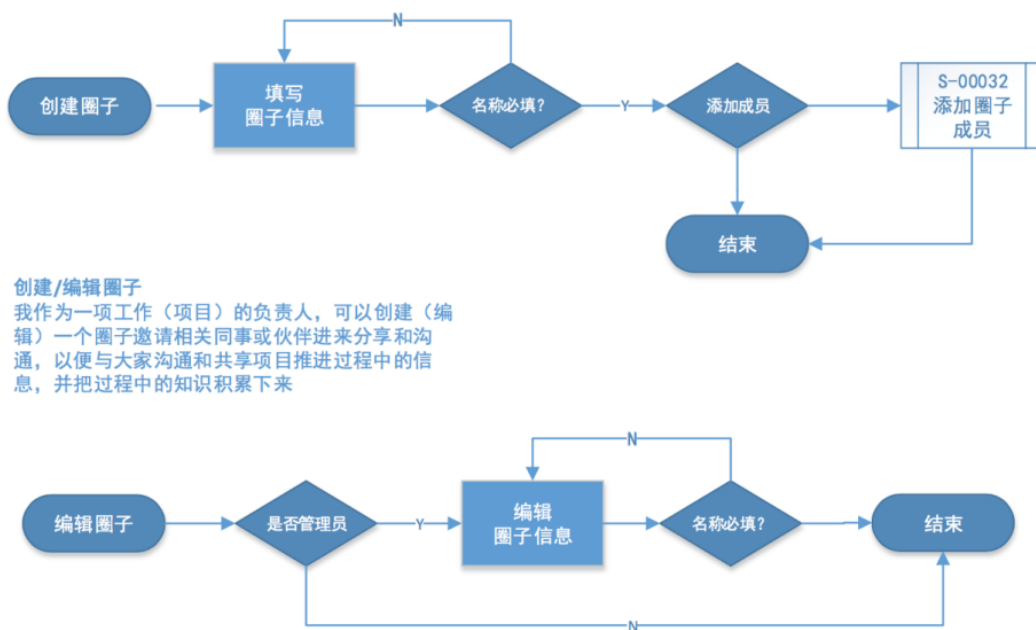 N
创建圈子
填写
圈子信息
名称必填?
Y
添加成员
S-00032
添加圈子
成员
结束
创建/编辑圈子
我作为一项工作（项目）的负责人，可以创建（编
辑）一个圈子邀请相关同事或伙伴进来分享和沟
通，以便与大家沟通和共享项目推进过程中的信
息，并把过程中的知识积累下来
N
编辑圈子
是否管理员
Y
编辑
圈子信息
名称必填?
结束
N